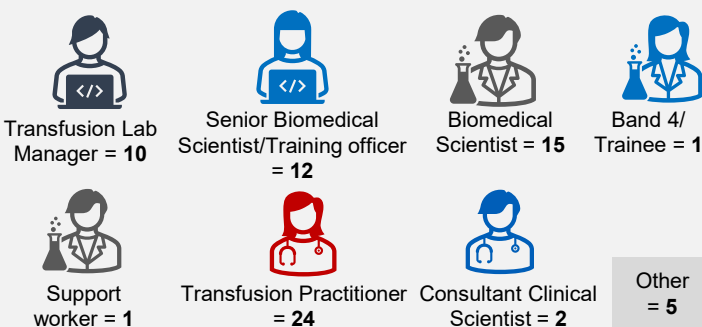 </>
</>
Transfusion Lab
Manager = 10
Senior Biomedical
Scientist/Training officer
= 12
Biomedical
Scientist = 15
Band 4/
Trainee = 1
Support
worker = 1
Transfusion Practitioner
= 24
Consultant Clinical
Scientist = 2
Other
= 5